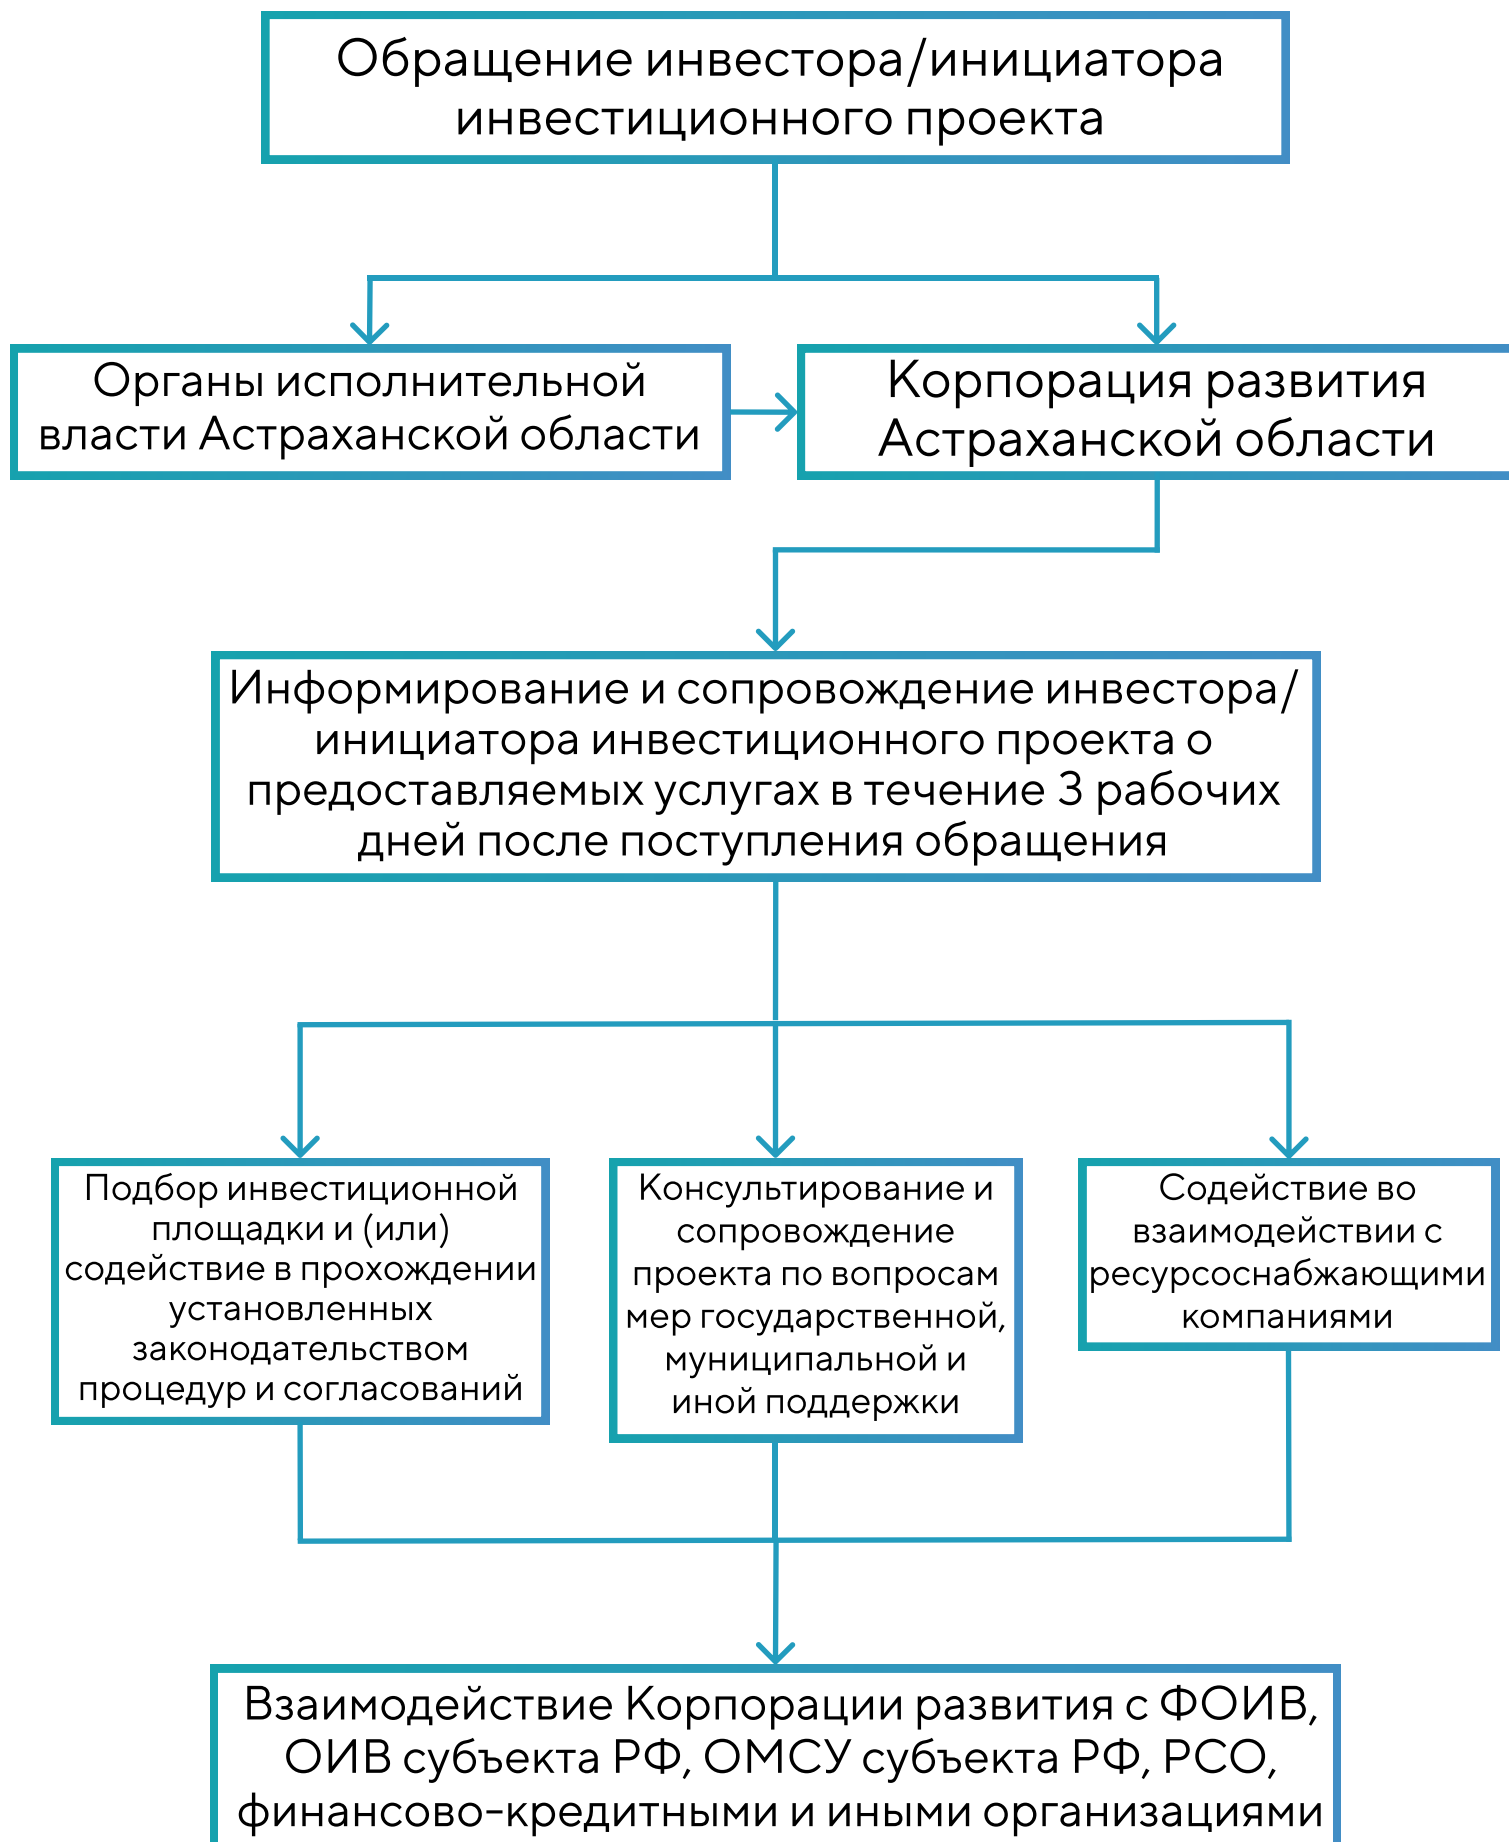 Обращение инвестора/инициатора
инвестиционного проекта
Органы исполнительной
власти Астраханской области
Корпорация развития
Астраханской области
Информирование и сопровождение инвестора/
инициатора инвестиционного проекта о
предоставляемых услугах в течение 3 рабочих
дней после поступления обращения
Подбор инвестиционной
площадки и (или)
содействие в прохождении
установленных
законодательством
процедур и согласований
Консультирование и
сопровождение
проекта по вопросам
мер государственной,
муниципальной и
иной поддержки
Содействие во
взаимодействии с
ресурсоснабжающими
компаниями
Взаимодействие Корпорации развития с ФОИВ,
ОИВ субъекта РФ, ОМСУ субъекта РФ, РСО,
финансово-кредитными и иными организациями